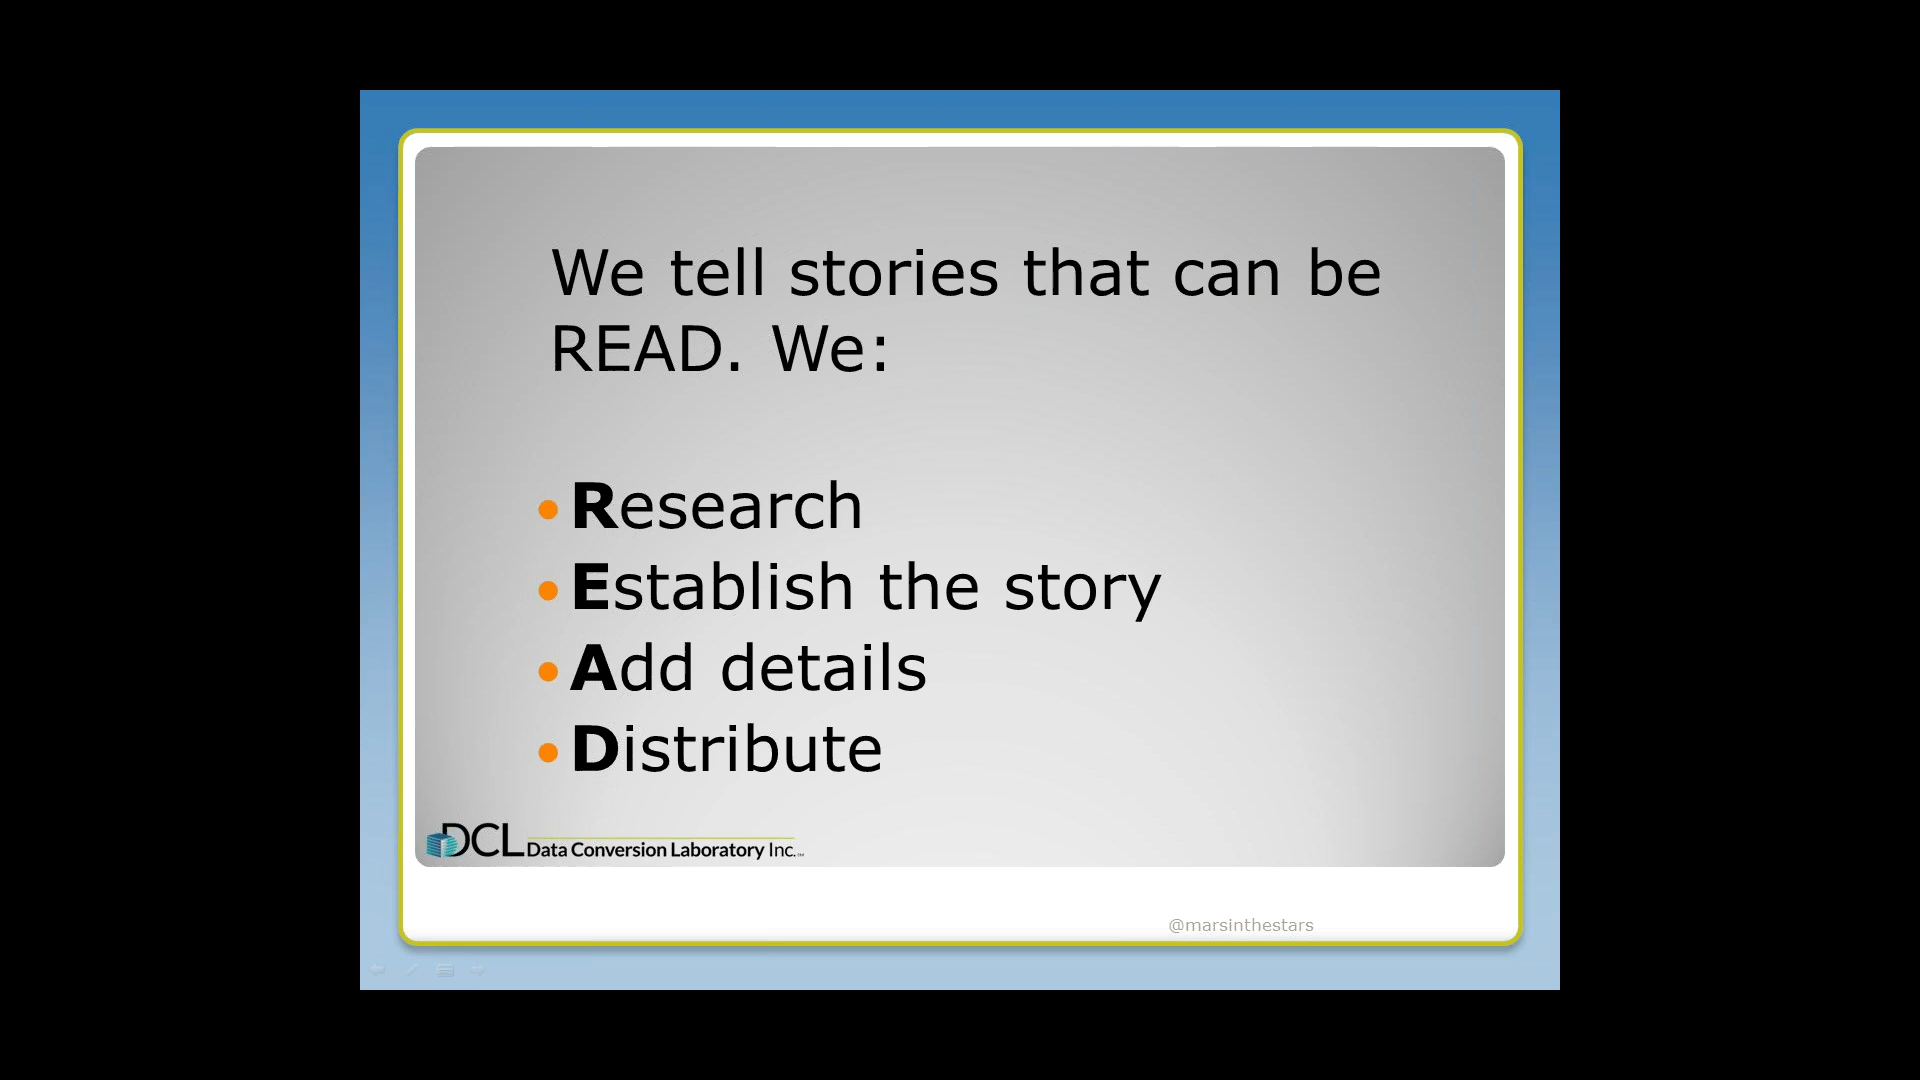 We tell stories that can be
READ. We:
Research
Establish the story
Add details
Distribute
DCL Data Conversion Laboratory Inc.™
@marsinthestars